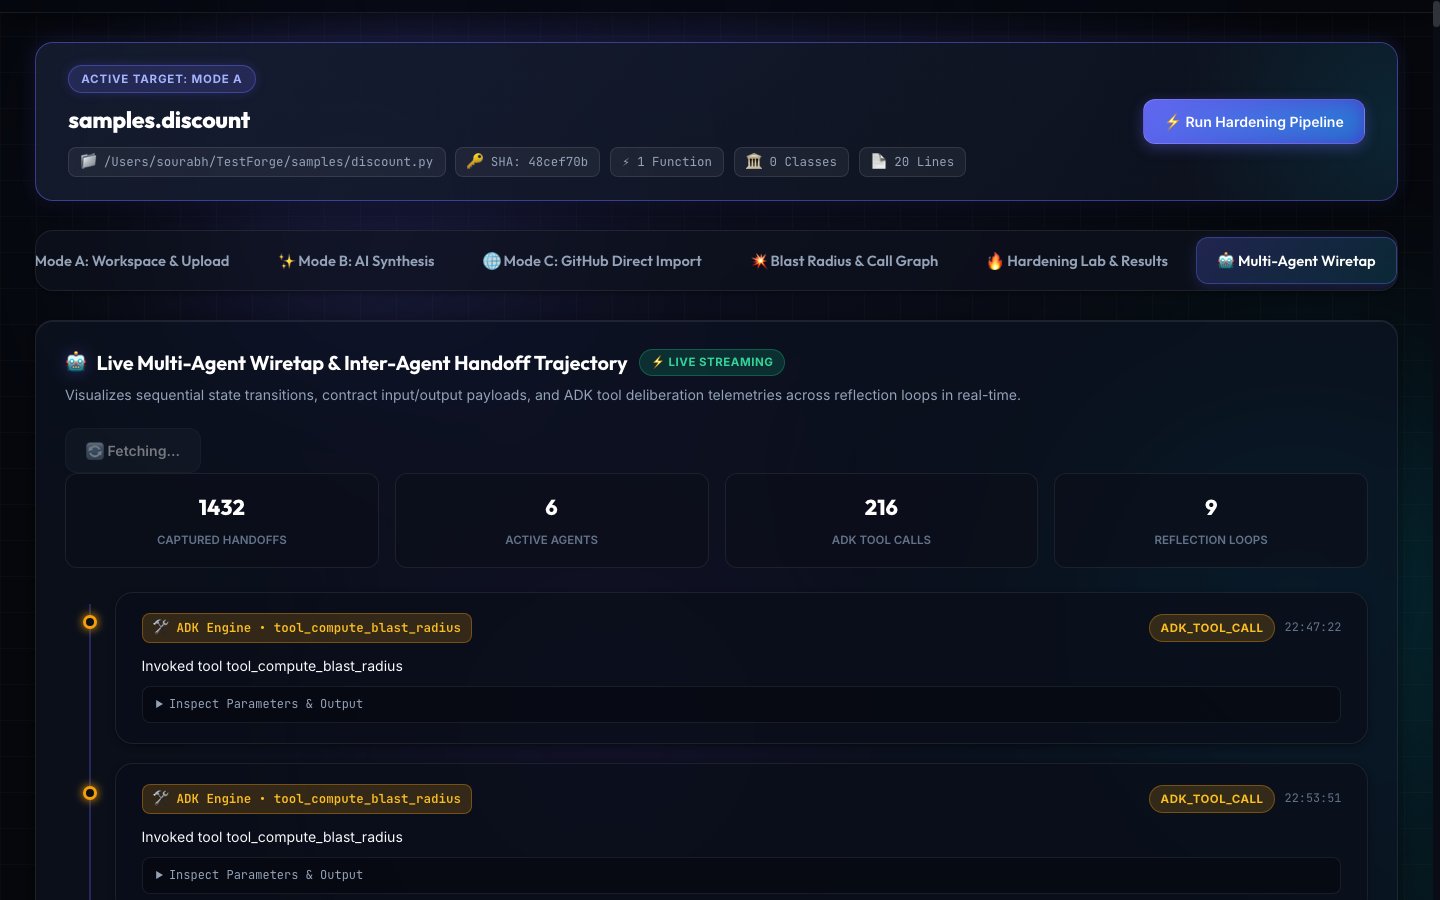 ACTIVE TARGET: MODE A
samples.discount
/Users/sourabh/TestForge/samples/discount.py
SHA: 48cef70b
1 Function
0 Classes
20 Lines
Run Hardening Pipeline
Mode A: Workspace & Upload
Mode B: AI Synthesis
Mode C: GitHub Direct Import
Blast Radius & Call Graph
Hardening Lab & Results
Multi-Agent Wiretap
Live Multi-Agent Wiretap & Inter-Agent Handoff Trajectory
LIVE STREAMING
Visualizes sequential state transitions, contract input/output payloads, and ADK tool deliberation telemetries across reflection loops in real-time.
Fetching...
1432
CAPTURED HANDOFFS
6
ACTIVE AGENTS
216
ADK TOOL CALLS
9
REFLECTION LOOPS
ADK Engine • tool_compute_blast_radius
ADK_TOOL_CALL
22:47:22
Invoked tool tool_compute_blast_radius
Inspect Parameters & Output
ADK Engine • tool_compute_blast_radius
ADK_TOOL_CALL
22:53:51
Invoked tool tool_compute_blast_radius
Inspect Parameters & Output